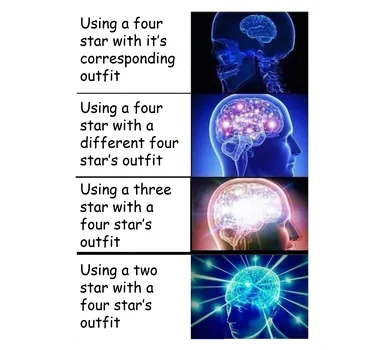 Using a four
star with it's
corresponding
outfit
Using a four
star with a
different four
star's outfit
Using a three
star with a
four star's
outfit
Using a two
star with a
four star's
outfit